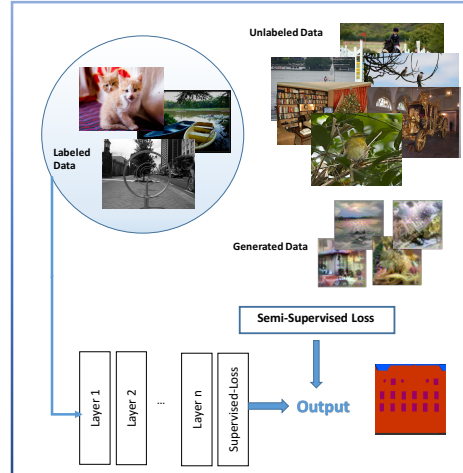 Unlabeled Data
Labeled
Data
Generated Data
Semi-Supervised Loss
Layer 1
Layer 2
...
Layer n
Supervised-Loss
Output